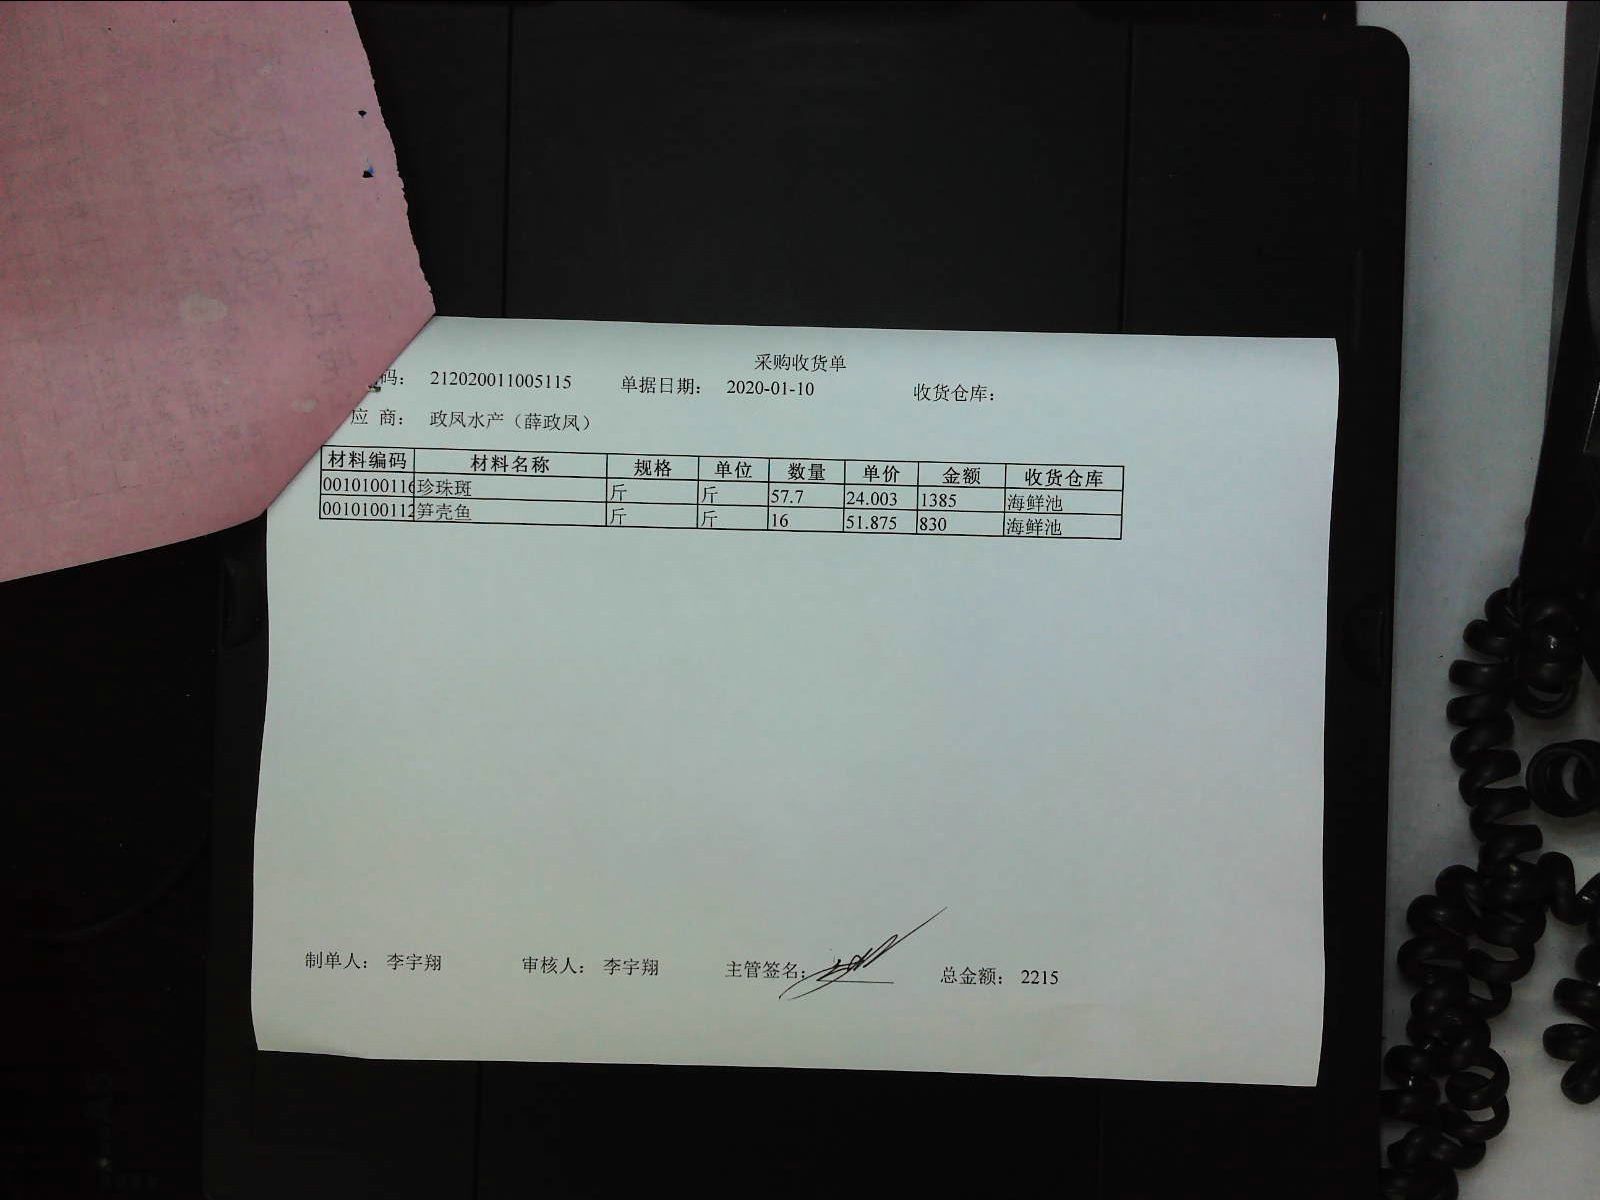 采购收货单
码： 212020011005115 单据日期： 2020-01-10 收货仓库：
应 商： 政凤水产（薛政凤）
材料编码 材料名称 规格 单位 数量 单价 金额 收货仓库
0010100116 珍珠斑 斤 斤 57.7 24.003 1385 海鲜池
0010100112 笋壳鱼 斤 斤 16 51.875 830 海鲜池
制单人： 李宇翔 审核人： 李宇翔 主管签名： 总金额： 2215